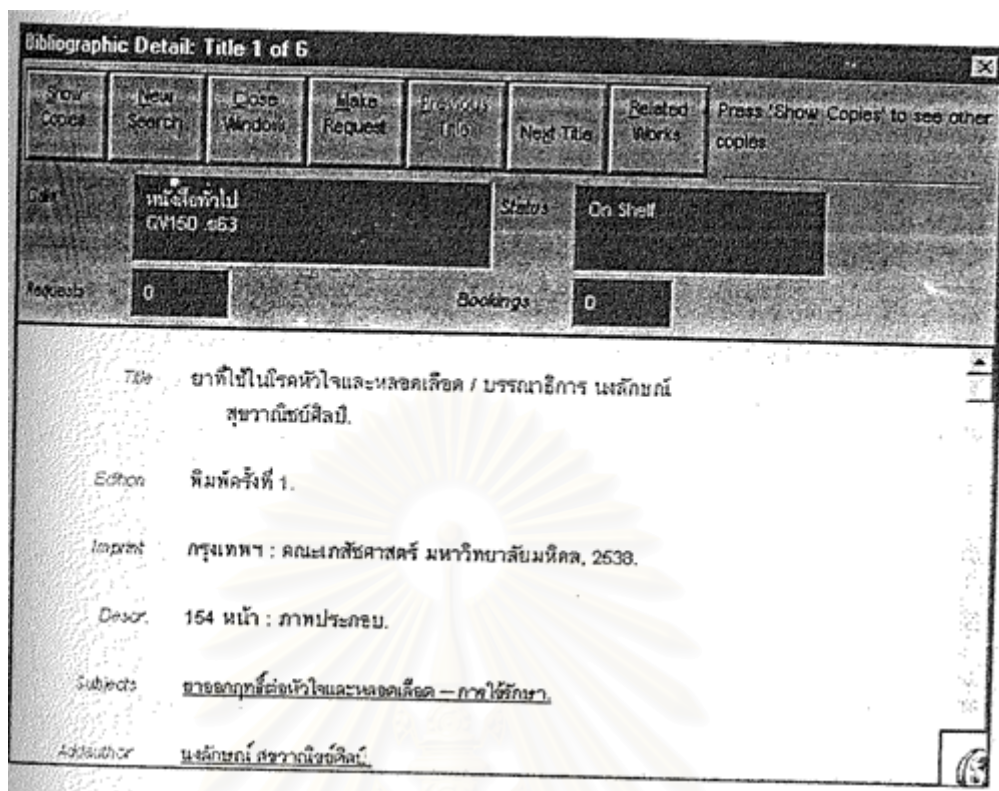 Bibliographic Detail: Title 1 of 6
Show Copies
New Search
Close Window
Make Request
Previous Title
Next Title
Related Works
Press 'Show Copies' to see other
copies
หนังสือทั่วไป
QV150 .ย63
Status
On Shelf
Requests
0
Bookings
0
Title ยาที่ใช้ในโรคหัวใจและหลอดเลือด / บรรณาธิการ นงลักษณ์
สุขวาณิชย์ศิลป์.
Edition พิมพ์ครั้งที่ 1.
Imprint กรุงเทพฯ : คณะเภสัชศาสตร์ มหาวิทยาลัยมหิดล, 2538.
Descr. 154 หน้า : ภาพประกอบ.
Subjects ยาออกฤทธิ์ต่อหัวใจและหลอดเลือด -- การใช้รักษา.
Addauthor นงลักษณ์ สุขวาณิชย์ศิลป์.